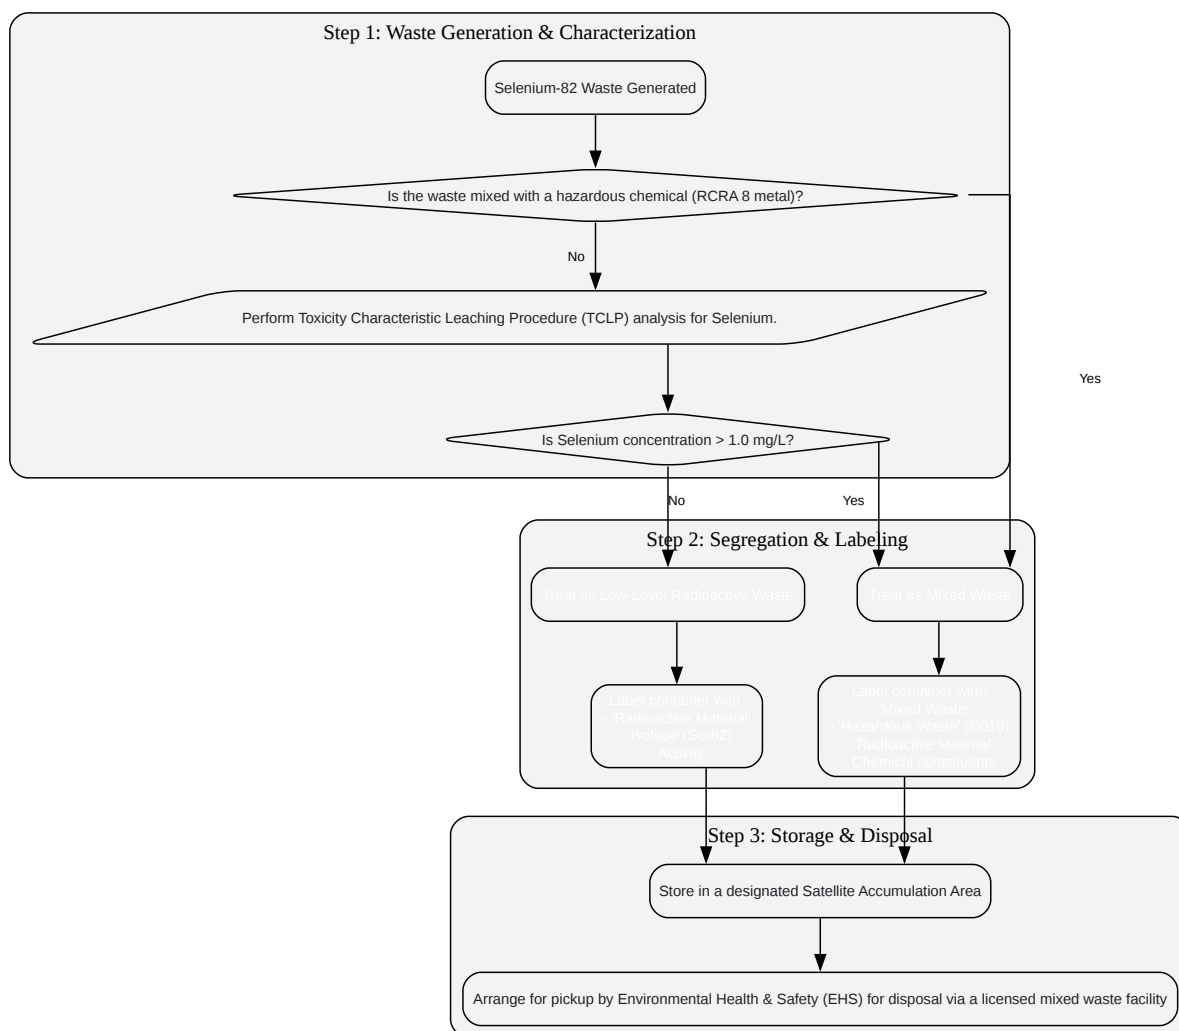 Step 1: Waste Generation & Characterization
Selenium-82 Waste Generated
Is the waste mixed with a hazardous chemical (RCRA 8 metal)?
No
Perform Toxicity Characteristic Leaching Procedure (TCLP) analysis for Selenium.
Yes
Is Selenium concentration > 1.0 mg/L?
No
Yes
Step 2: Segregation & Labeling
Treat as Low-Level Radioactive Waste
Treat as Mixed Waste
Label container with:
- 'Radioactive Material'
- Isotope (Se-82)
- Activity
Label container with:
- 'Mixed Waste'
- 'Hazardous Waste' (D010)
- 'Radioactive Material'
- Chemical constituents
Step 3: Storage & Disposal
Store in a designated Satellite Accumulation Area
Arrange for pickup by Environmental Health & Safety (EHS) for disposal via a licensed mixed waste facility